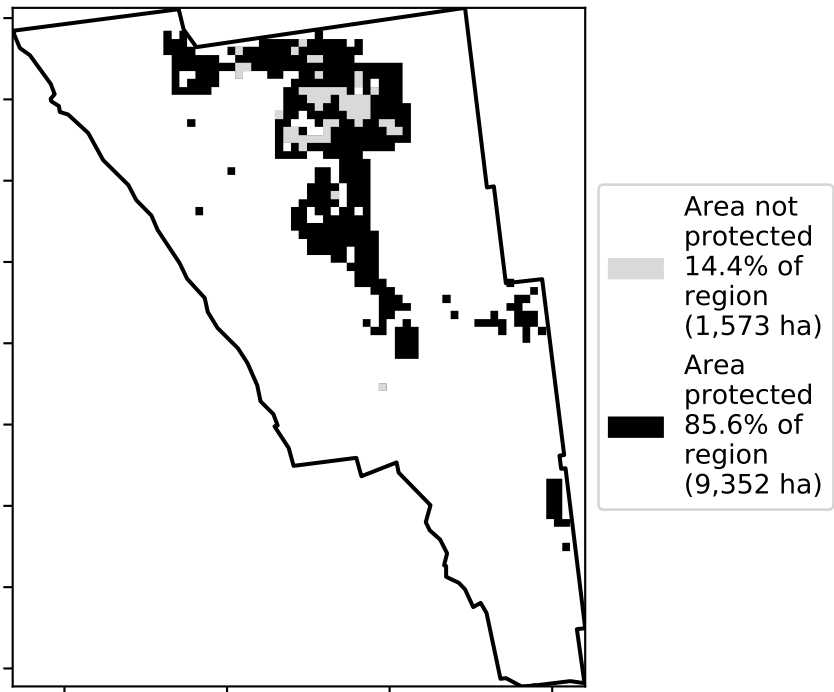 Area not
protected
14.4% of
region
(1,573 ha)
Area
protected
85.6% of
region
(9,352 ha)